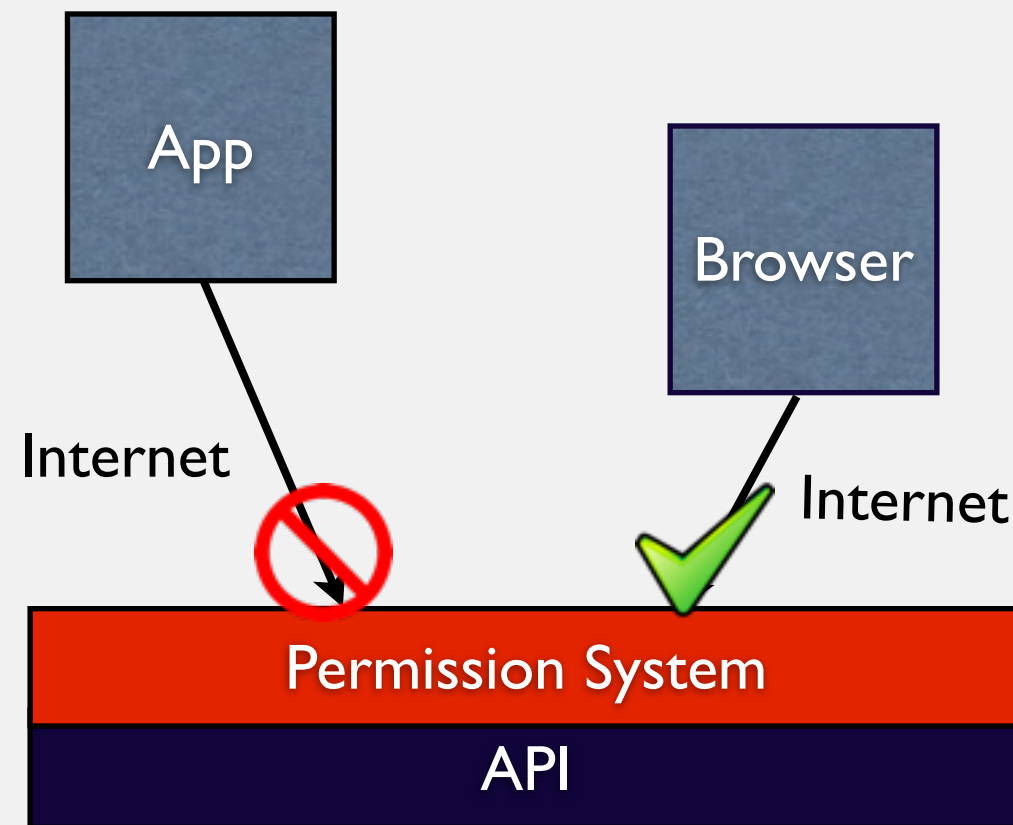 App
Browser
Internet
Internet
Permission System
API